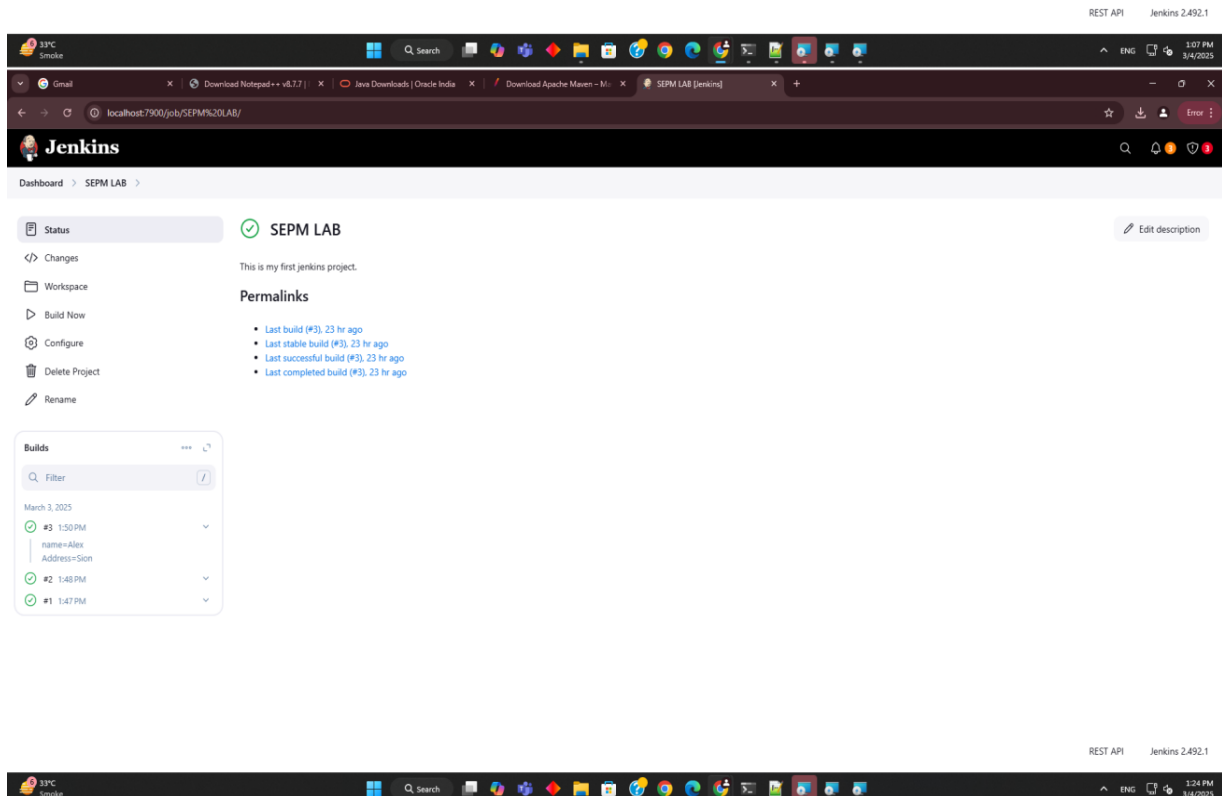 REST API Jenkins 2.492.1
6 33°C Smoke Search ENG 1:07 PM 3/4/2025
Gmail Download Notepad++ v8.7.7 | Java Downloads | Oracle India Download Apache Maven – Ma SEPM LAB [Jenkins]
localhost:7900/job/SEPM%20LAB/ Error
Jenkins 3 3
Dashboard > SEPM LAB >
Status SEPM LAB Edit description
Changes
This is my first jenkins project.
Workspace
Permalinks
Build Now
Last build (#3), 23 hr ago
Configure
Last stable build (#3), 23 hr ago
Last successful build (#3), 23 hr ago
Delete Project
Last completed build (#3), 23 hr ago
Rename
Builds
Filter /
March 3, 2025
#3 1:50 PM
name=Alex
Address=Sion
#2 1:48 PM
#1 1:47 PM
REST API Jenkins 2.492.1
6 33°C Smoke Search ENG 1:24 PM 3/4/2025